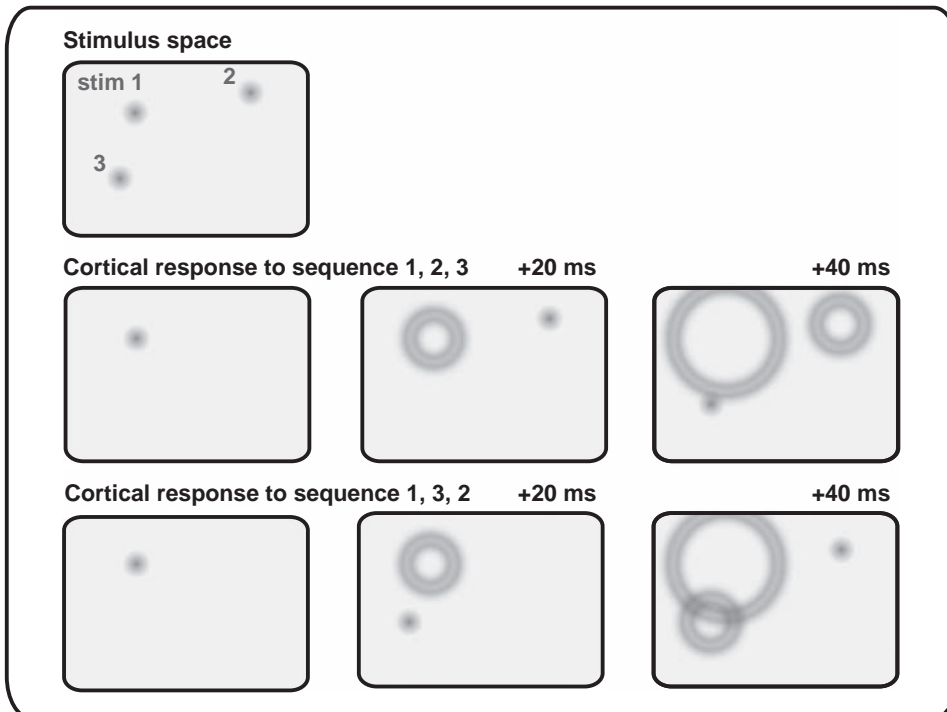 Stimulus space
stim 1
2
3
Cortical response to sequence 1, 2, 3 +20 ms +40 ms
Cortical response to sequence 1, 3, 2 +20 ms +40 ms